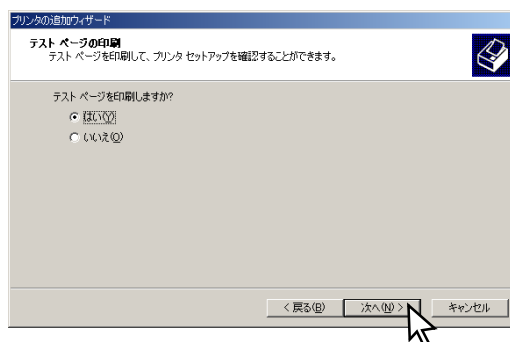 プリンタの追加ウィザード
テスト ページの印刷
テスト ページを印刷して、プリンタ セットアップを確認することができます。
テスト ページを印刷しますか?
はい(Y)
いいえ(O)
< 戻る(B) 次へ(N) > キャンセル